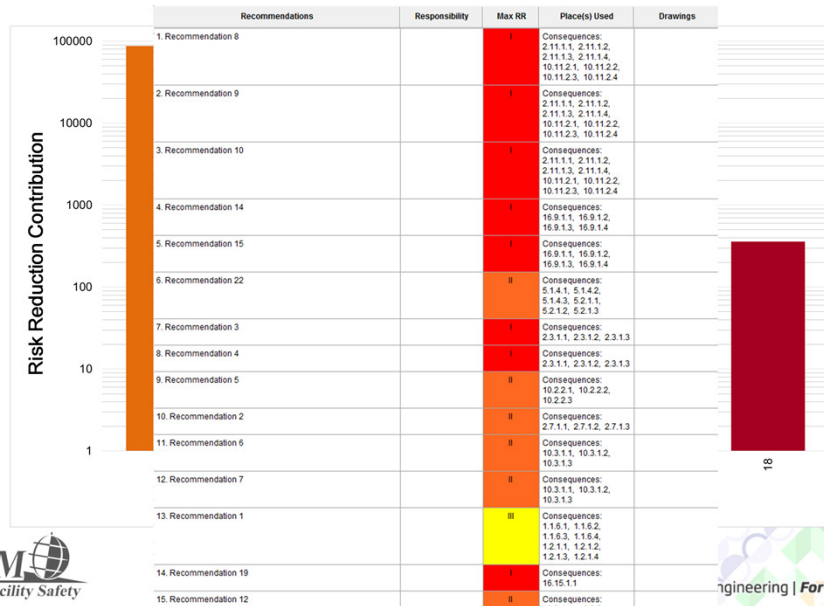 Recommendations Responsibility Max RR Place(s) Used Drawings
1. Recommendation 8 I Consequences:
2.11.1.1, 2.11.1.2,
2.11.1.3, 2.11.1.4,
10.11.2.1, 10.11.2.2,
10.11.2.3, 10.11.2.4
2. Recommendation 9 I Consequences:
2.11.1.1, 2.11.1.2,
2.11.1.3, 2.11.1.4,
10.11.2.1, 10.11.2.2,
10.11.2.3, 10.11.2.4
3. Recommendation 10 I Consequences:
2.11.1.1, 2.11.1.2,
2.11.1.3, 2.11.1.4,
10.11.2.1, 10.11.2.2,
10.11.2.3, 10.11.2.4
4. Recommendation 14 I Consequences:
16.9.1.1, 16.9.1.2,
16.9.1.3, 16.9.1.4
5. Recommendation 15 I Consequences:
16.9.1.1, 16.9.1.2,
16.9.1.3, 16.9.1.4
6. Recommendation 22 II Consequences:
5.1.4.1, 5.1.4.2,
5.1.4.3, 5.2.1.1,
5.2.1.2, 5.2.1.3
7. Recommendation 3 I Consequences:
2.3.1.1, 2.3.1.2, 2.3.1.3
8. Recommendation 4 I Consequences:
2.3.1.1, 2.3.1.2, 2.3.1.3
9. Recommendation 5 II Consequences:
10.2.2.1, 10.2.2.2,
10.2.2.3
10. Recommendation 2 II Consequences:
2.7.1.1, 2.7.1.2, 2.7.1.3
11. Recommendation 6 II Consequences:
10.3.1.1, 10.3.1.2,
10.3.1.3
12. Recommendation 7 II Consequences:
10.3.1.1, 10.3.1.2,
10.3.1.3
13. Recommendation 1 III Consequences:
1.1.6.1, 1.1.6.2,
1.1.6.3, 1.1.6.4,
1.2.1.1, 1.2.1.2,
1.2.1.3, 1.2.1.4
14. Recommendation 19 I Consequences:
16.15.1.1
15. Recommendation 12 II Consequences:
Risk Reduction Contribution
100000
10000
1000
100
10
1
18
M
cility Safety
ngineering | For